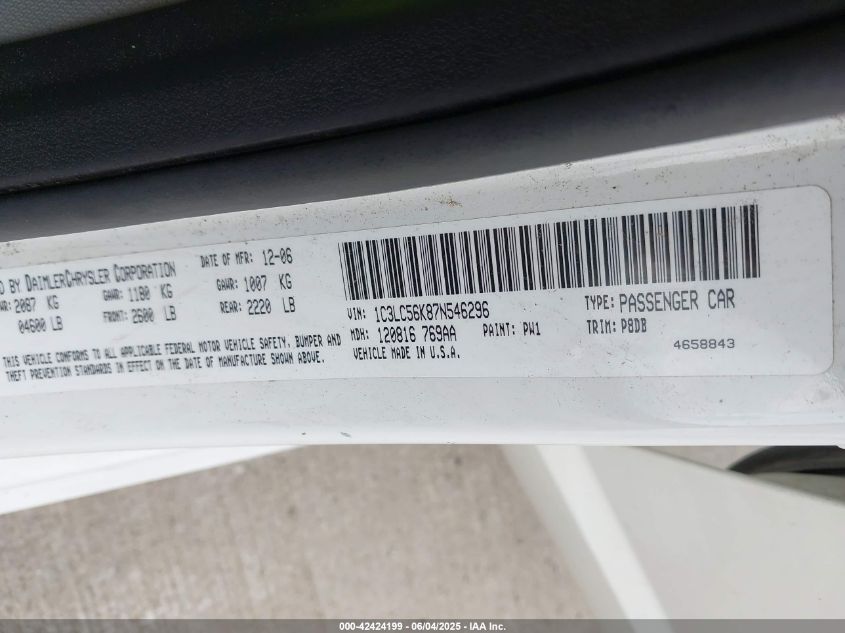 D BY DAIMLERCHRYSLER CORPORATION DATE OF MFR: 12-06
WR: 2087 KG GAWR: 1180 KG GAWR: 1007 KG
04600 LB FRONT: 2600 LB REAR: 2220 LB
THIS VEHICLE CONFORMS TO ALL APPLICABLE FEDERAL MOTOR VEHICLE SAFETY, BUMPER AND
THEFT PREVENTION STANDARDS IN EFFECT ON THE DATE OF MANUFACTURE SHOWN ABOVE.
VIN: 1C3LC56K87N546296 TYPE: PASSENGER CAR
MDH: 120816 769AA PAINT: PW1 TRIM: P8DB
VEHICLE MADE IN U.S.A. 4658843
000-42424199 - 06/04/2025 - IAA Inc.